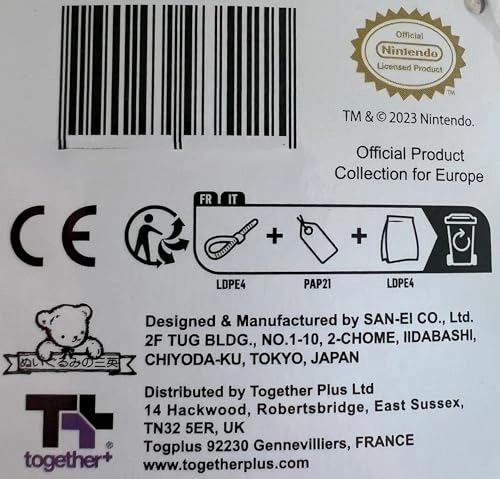 Official
Nintendo
Licensed Product
TM
TM & © 2023 Nintendo.
Official Product
Collection for Europe
CE
FR IT
+ +
LDPE4 PAP21 LDPE4
ぬいぐるみの三英
Designed & Manufactured by SAN-EI CO., Ltd.
2F TUG BLDG., NO.1-10, 2-CHOME, IIDABASHI,
CHIYODA-KU, TOKYO, JAPAN
together+®
Distributed by Together Plus Ltd
14 Hackwood, Robertsbridge, East Sussex,
TN32 5ER, UK
Togplus 92230 Gennevilliers, FRANCE
www.togetherplus.com